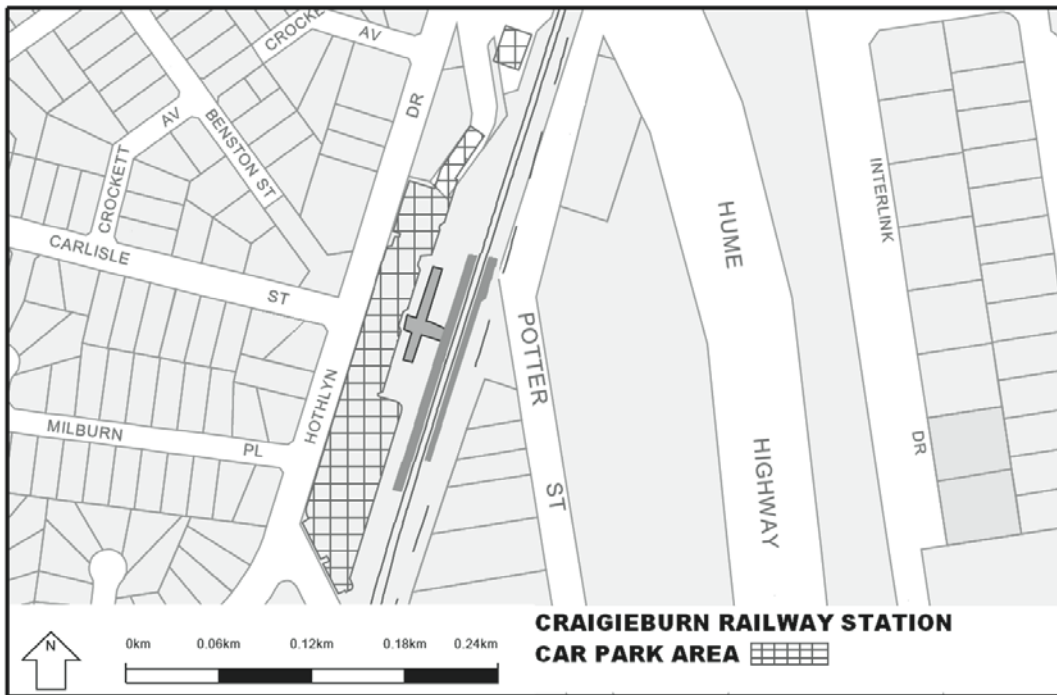 CROCKETT
AV
DR
BENSTON ST
AV
CROCKETT
CARLISLE
ST
HOTHLYN
MILBURN
PL
POTTER
ST
HUME
HIGHWAY
INTERLINK
DR
N
0km 0.06km 0.12km 0.18km 0.24km
CRAIGIEBURN RAILWAY STATION
CAR PARK AREA